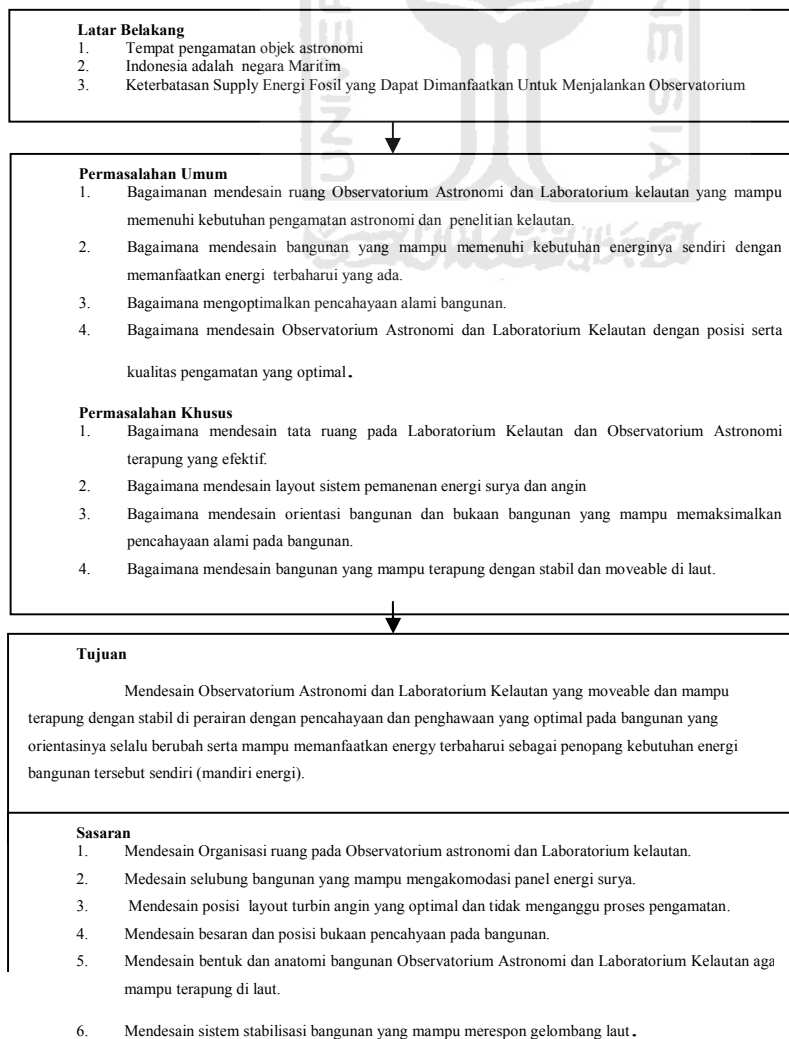 Latar Belakang
1. Tempat pengamatan objek astronomi
2. Indonesia adalah negara Maritim
3. Keterbatasan Supply Energi Fosil yang Dapat Dimanfaatkan Untuk Menjalankan Observatorium
Permasalahan Umum
1. Bagaimanan mendesain ruang Observatorium Astronomi dan Laboratorium kelautan yang mampu
memenuhi kebutuhan pengamatan astronomi dan penelitian kelautan.
2. Bagaimana mendesain bangunan yang mampu memenuhi kebutuhan energinya sendiri dengan
memanfaatkan energi terbaharui yang ada.
3. Bagaimana mengoptimalkan pencahayaan alami bangunan.
4. Bagaimana mendesain Observatorium Astronomi dan Laboratorium Kelautan dengan posisi serta
kualitas pengamatan yang optimal.
Permasalahan Khusus
1. Bagaimana mendesain tata ruang pada Laboratorium Kelautan dan Observatorium Astronomi
terapung yang efektif.
2. Bagaimana mendesain layout sistem pemanenan energi surya dan angin
3. Bagaimana mendesain orientasi bangunan dan bukaan bangunan yang mampu memaksimalkan
pencahayaan alami pada bangunan.
4. Bagaimana mendesain bangunan yang mampu terapung dengan stabil dan moveable di laut.
Tujuan
Mendesain Observatorium Astronomi dan Laboratorium Kelautan yang moveable dan mampu
terapung dengan stabil di perairan dengan pencahayaan dan penghawaan yang optimal pada bangunan yang
orientasinya selalu berubah serta mampu memanfaatkan energy terbaharui sebagai penopang kebutuhan energi
bangunan tersebut sendiri (mandiri energi).
Sasaran
1. Mendesain Organisasi ruang pada Observatorium astronomi dan Laboratorium kelautan.
2. Medesain selubung bangunan yang mampu mengakomodasi panel energi surya.
3. Mendesain posisi layout turbin angin yang optimal dan tidak menganggu proses pengamatan.
4. Mendesain besaran dan posisi bukaan pencahyaan pada bangunan.
5. Mendesain bentuk dan anatomi bangunan Observatorium Astronomi dan Laboratorium Kelautan aga
mampu terapung di laut.
6. Mendesain sistem stabilisasi bangunan yang mampu merespon gelombang laut.